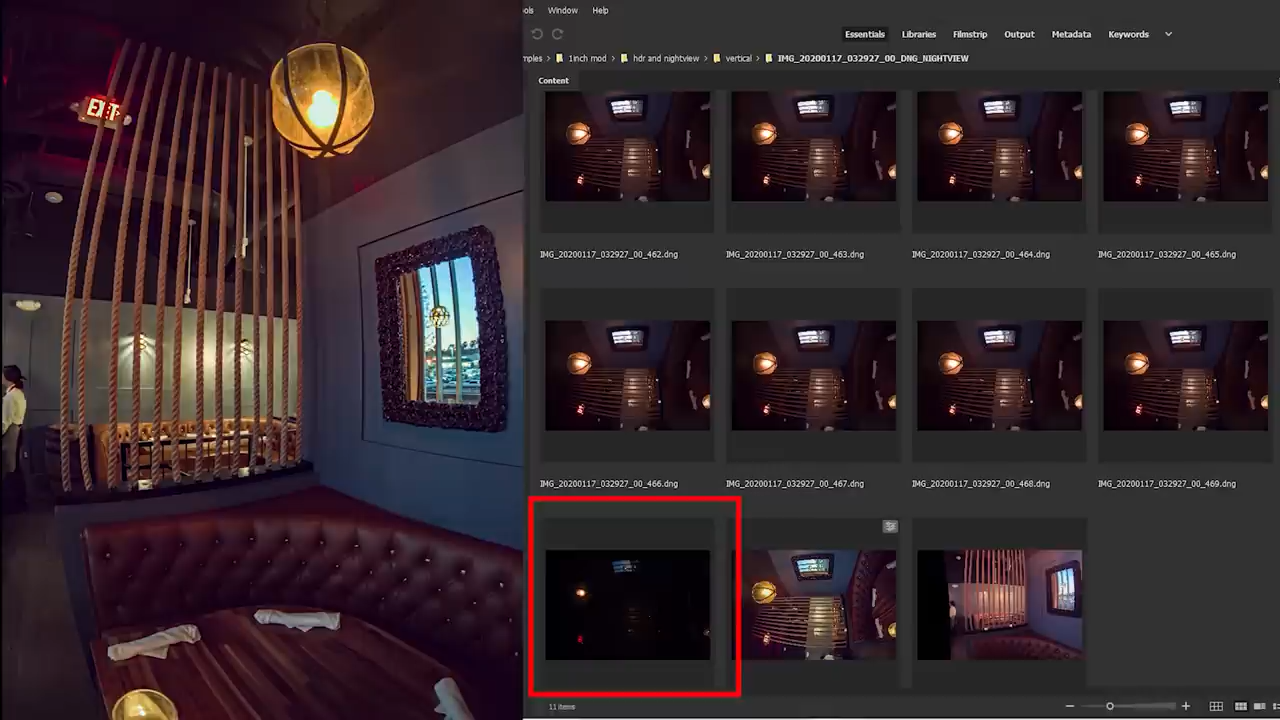 ols Window Help
Essentials Libraries Filmstrip Output Metadata Keywords
mples > 1inch mod > hdr and nightview > vertical > IMG_20200117_032927_00_DNG_NIGHTVIEW
Content
EXIT
IMG_20200117_032927_00_462.dng IMG_20200117_032927_00_463.dng IMG_20200117_032927_00_464.dng IMG_20200117_032927_00_465.dng
IMG_20200117_032927_00_466.dng IMG_20200117_032927_00_467.dng IMG_20200117_032927_00_468.dng IMG_20200117_032927_00_469.dng
11 items